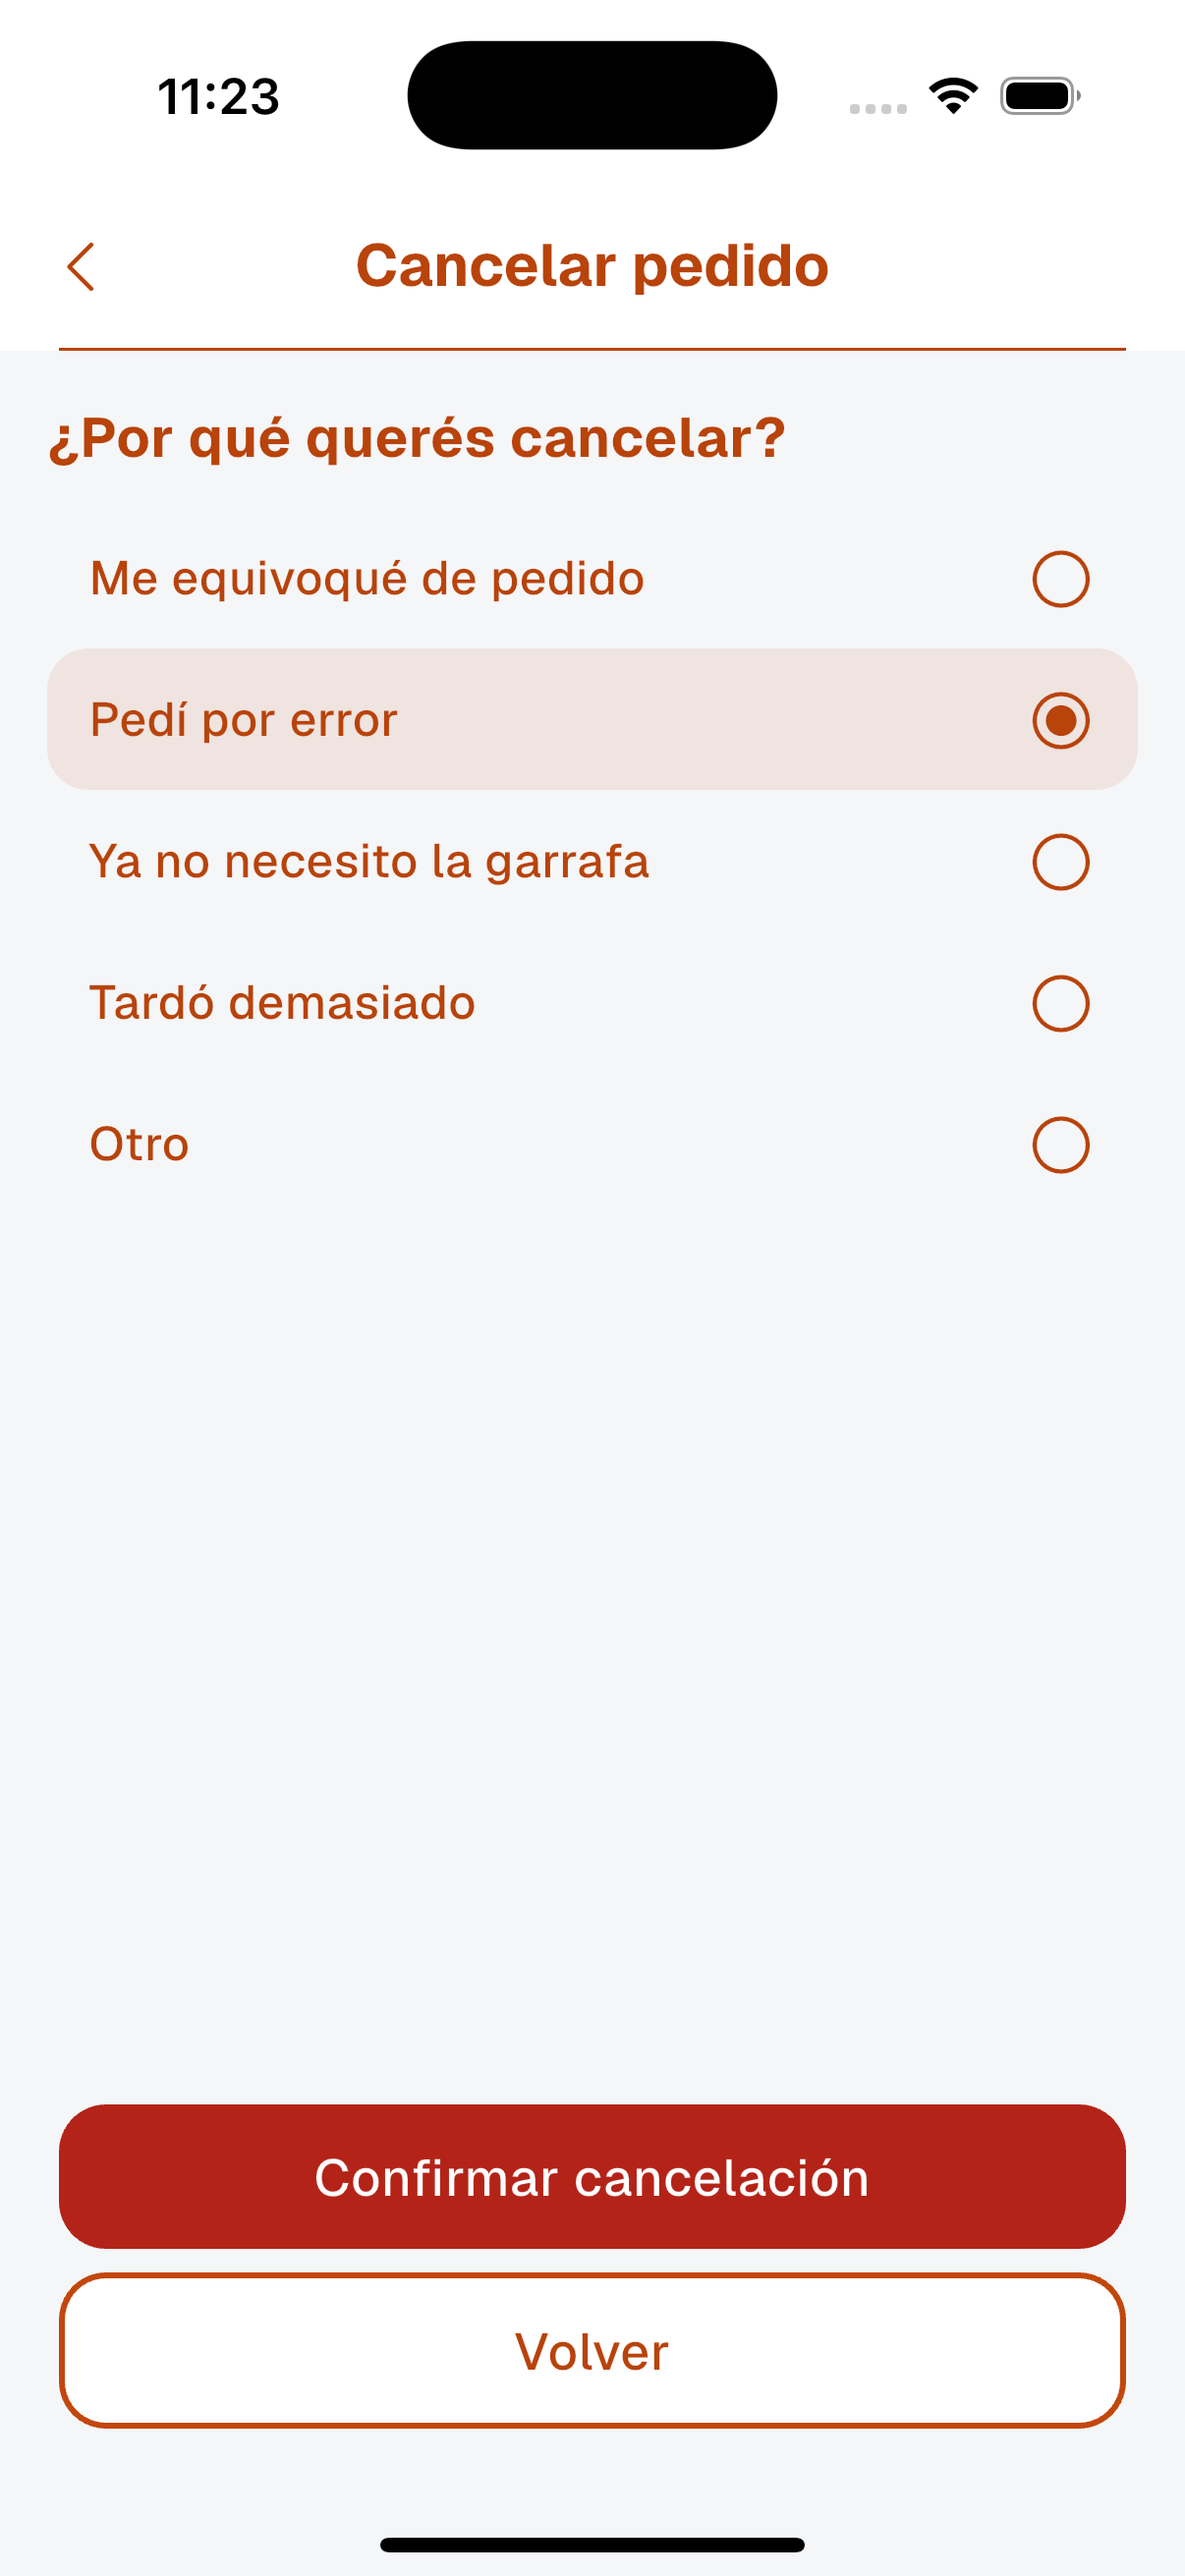 11:23
Cancelar pedido
¿Por qué querés cancelar?
Me equivoqué de pedido
Pedí por error
Ya no necesito la garrafa
Tardó demasiado
Otro
Confirmar cancelación
Volver